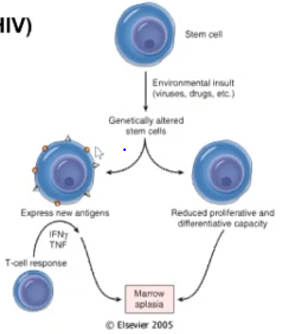 HIV)
Stem cell
Environmental insult
(viruses, drugs, etc.)
Genetically altered
stem cells
Express new antigens
Reduced proliferative and
differentiative capacity
IFNγ
TNF
T-cell response
Marrow
aplasia
© Elsevier 2005